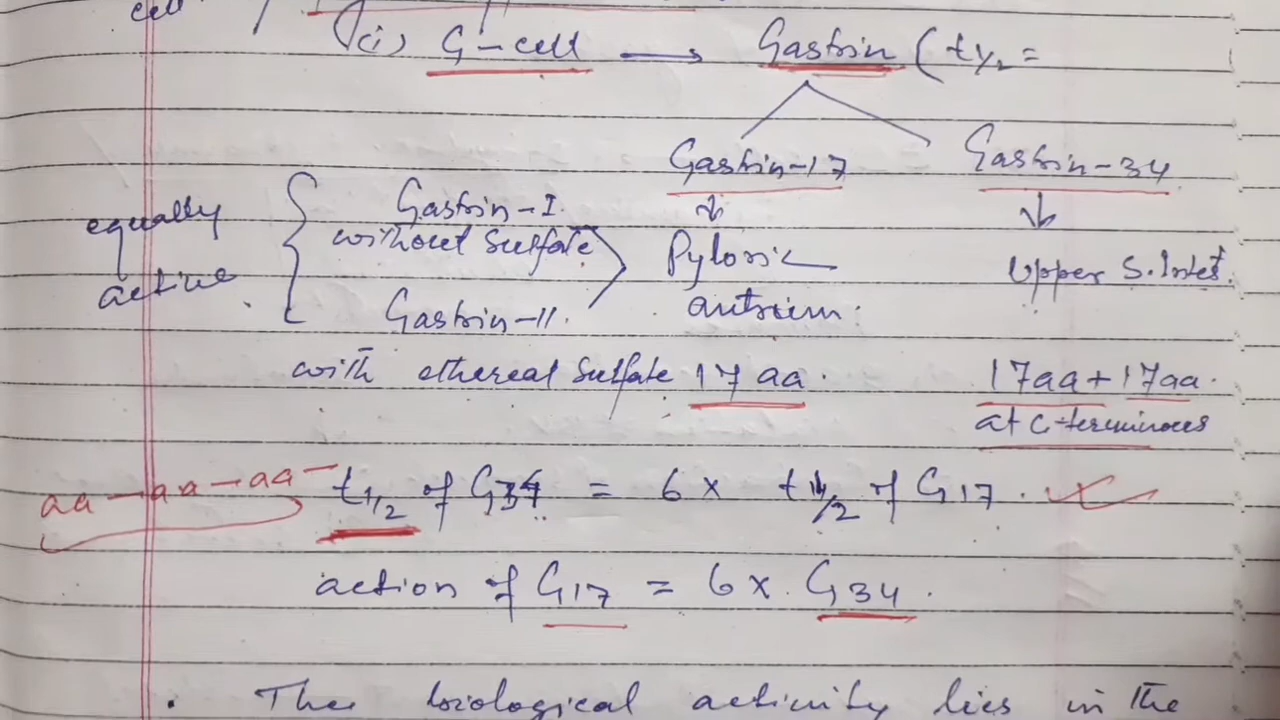 cell
(i) G-cell → Gastrin (t1/2 =
Gastrin-17 Gastrin-34
equally active
Gastrin-I
without sulfate
Gastrin-II
with ethereal sulfate
Pyloric
antrum
17 aa.
Upper S. Intest.
17aa + 17aa.
at C-terminous
aa - aa - aa -
t1/2 of G34 = 6 x t1/2 of G17.
action of G17 = 6 x G34.
. The biological activity lies in the